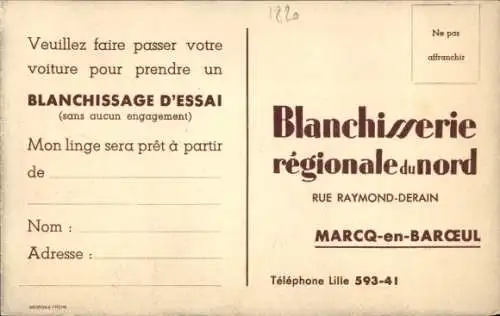 1220
Veuillez faire passer votre
voiture pour prendre un
BLANCHISSAGE D'ESSAI
(sans aucun engagement)
Mon linge sera prêt à partir
de
Nom :
Adresse :
Ne pas
affranchir
Blanchisserie
régionale du nord
RUE RAYMOND-DERAIN
MARCQ-en-BARŒUL
Téléphone Lille 593-41